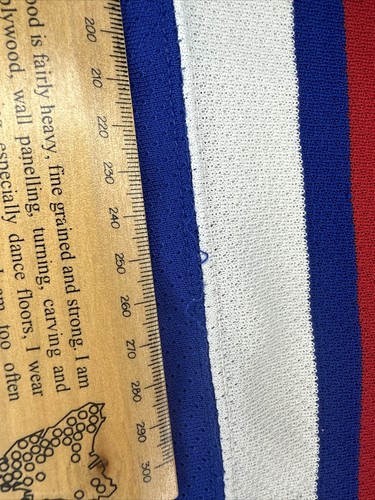 200 210 220 230 240 250 260 270 280 290 300
ood is fairly heavy, fine grained and strong. I am
plywood, wall panelling, turning, carving and
especially dance floors, I wear
am too often